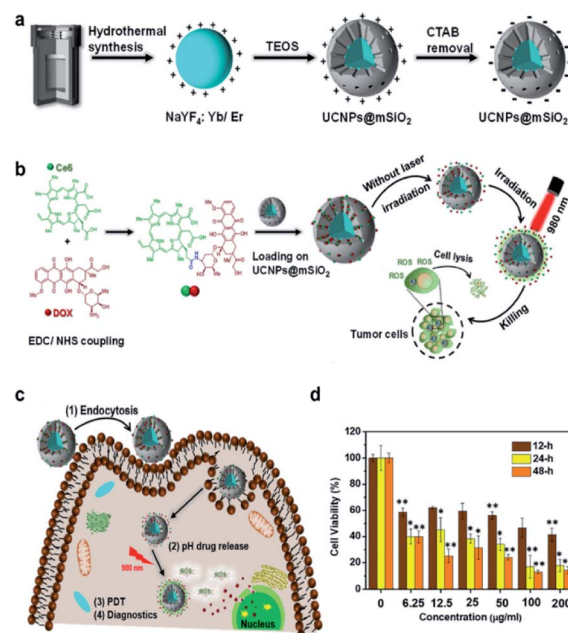 a
Hydrothermal
synthesis
TEOS
CTAB
removal
NaYF4: Yb/ Er
UCNPs@mSiO2
UCNPs@mSiO2
b
Ce6
+
DOX
EDC/ NHS coupling
Loading on
UCNPs@mSiO2
Without laser
irradiation
Irradiation
980 nm
Cell lysis
ROS
ROS
ROS
Killing
Tumor cells
c
(1) Endocytosis
(2) pH drug release
980 nm
ROS
ROS
ROS
(3) PDT
(4) Diagnostics
Nucleus
d
Cell Viability (%)
120
100
80
60
40
20
0
12-h
24-h
48-h
0 6.25 12.5 25 50 100 200
Concentration (µg/ml)